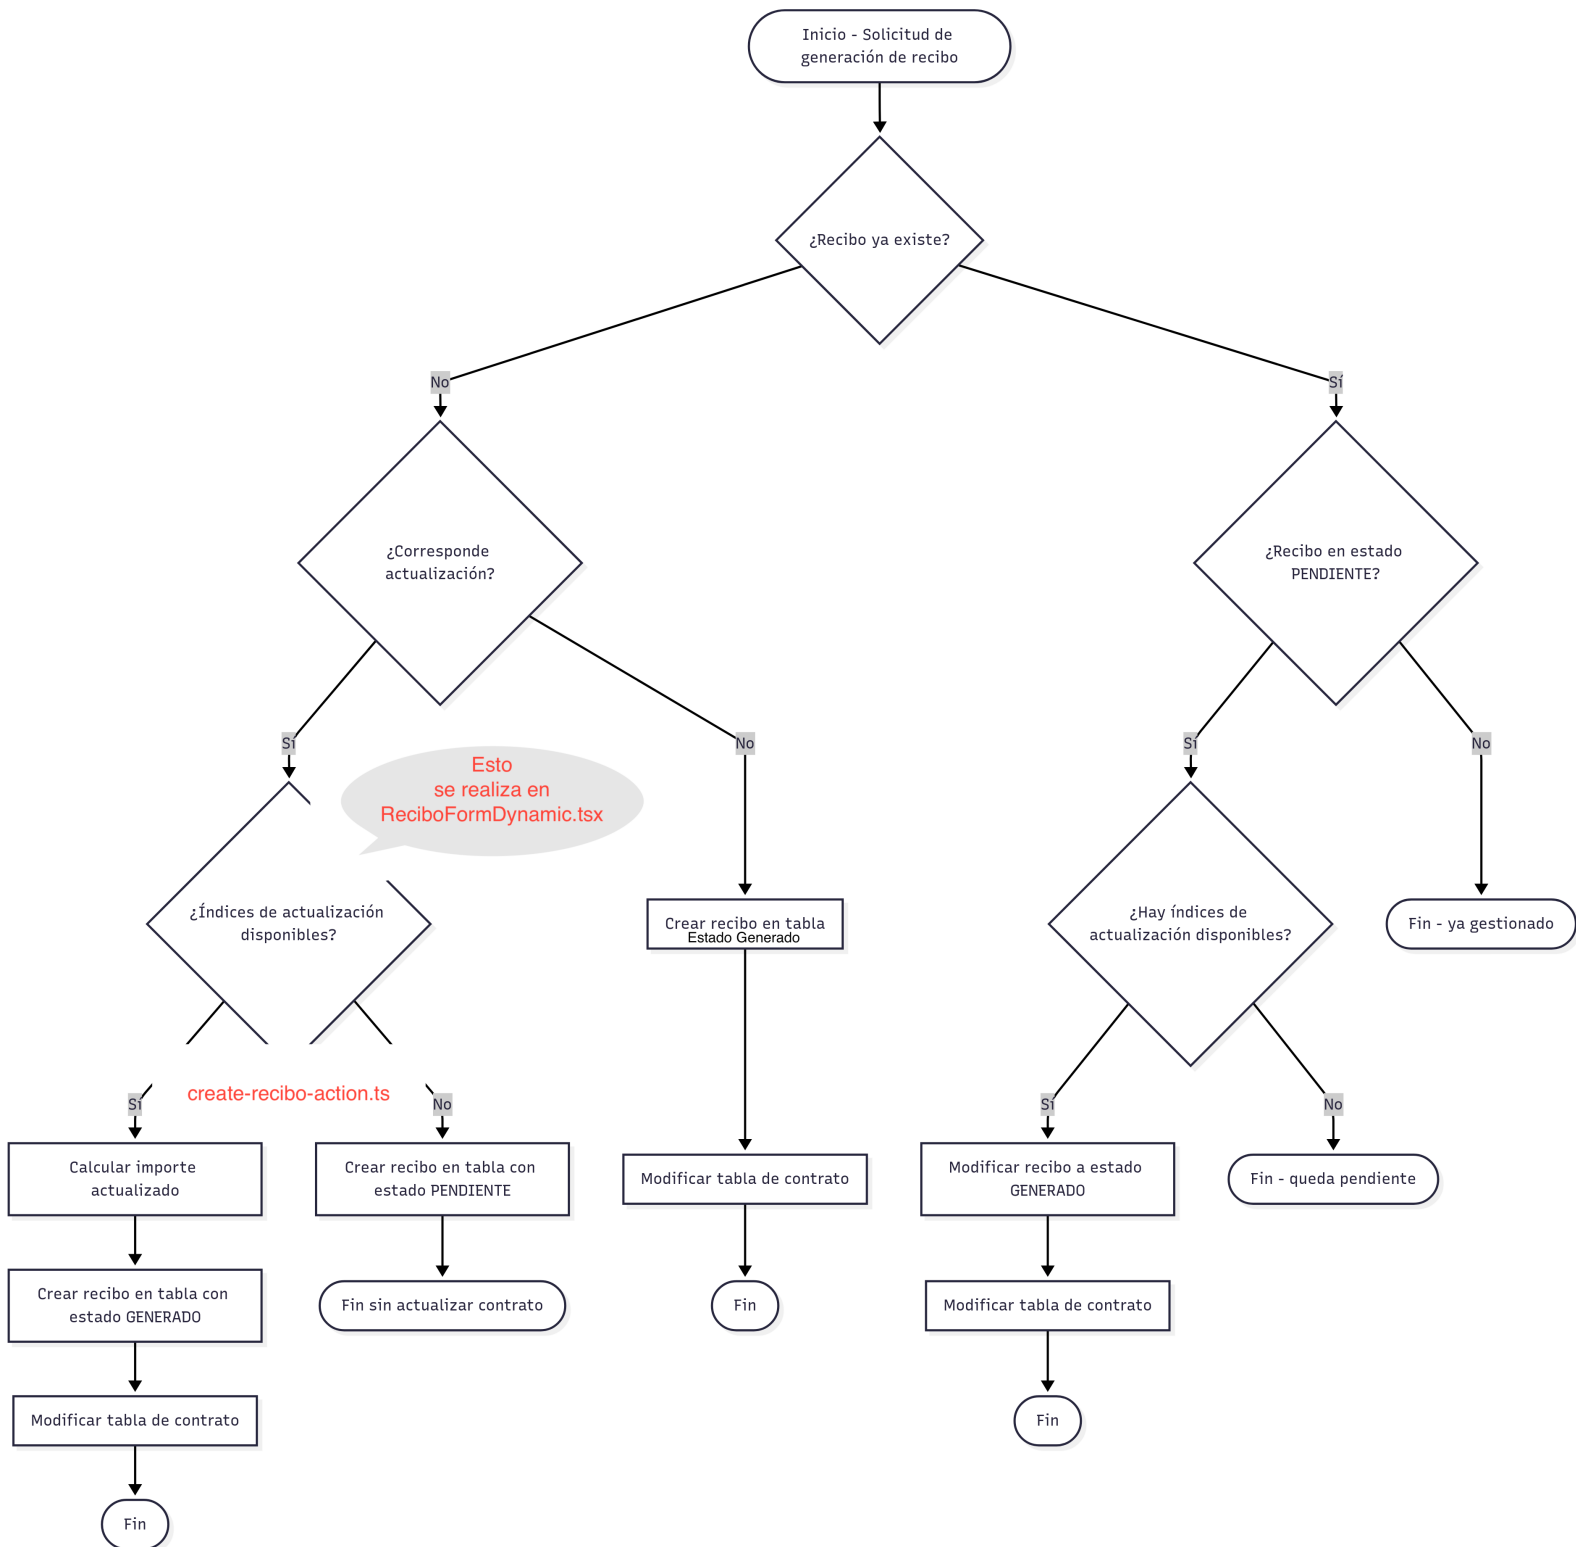 Inicio - Solicitud de
generación de recibo
¿Recibo ya existe?
No
Sí
¿Corresponde
actualización?
¿Recibo en estado
PENDIENTE?
Sí
No
Sí
No
Esto
se realiza en
ReciboFormDynamic.tsx
¿Índices de actualización
disponibles?
Crear recibo en tabla
Estado Generado
¿Hay índices de
actualización disponibles?
Fin - ya gestionado
create-recibo-action.ts
Sí
No
Sí
No
Calcular importe
actualizado
Crear recibo en tabla con
estado PENDIENTE
Modificar tabla de contrato
Modificar recibo a estado
GENERADO
Fin - queda pendiente
Crear recibo en tabla con
estado GENERADO
Fin sin actualizar contrato
Fin
Modificar tabla de contrato
Modificar tabla de contrato
Fin
Fin